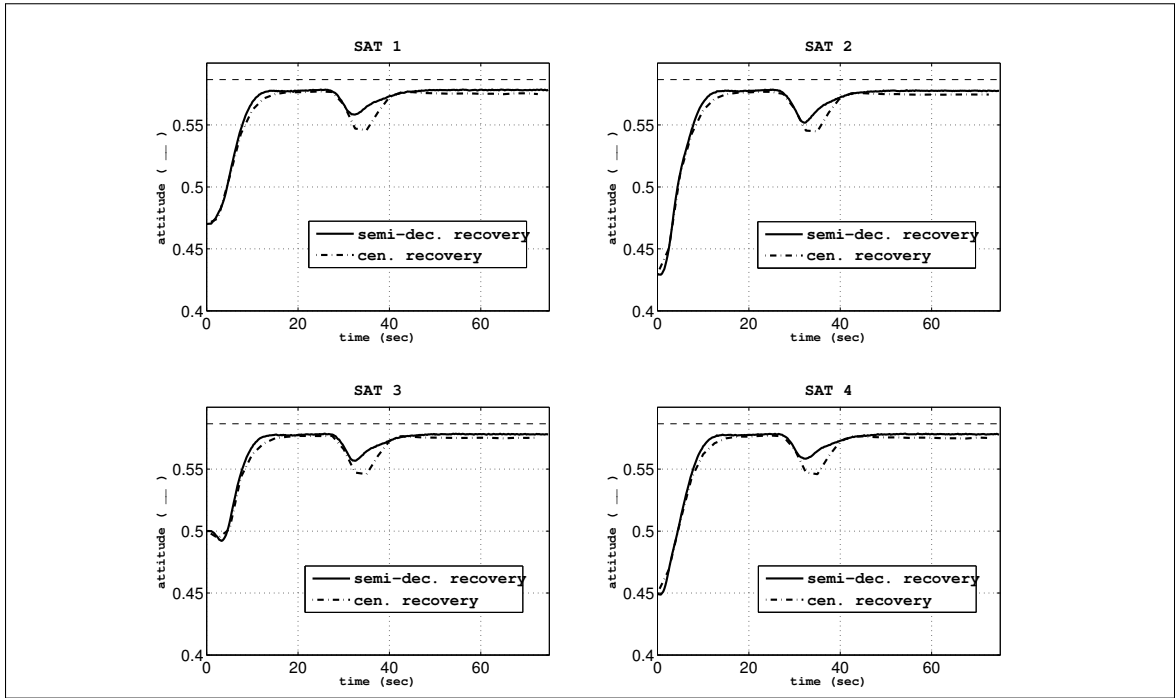 SAT 1
0.55
0.5
0.45
0.4
attitude ( __ )
semi-dec. recovery
cen. recovery
0 20 40 60
time (sec)
SAT 2
0.55
0.5
0.45
0.4
attitude ( __ )
semi-dec. recovery
cen. recovery
0 20 40 60
time (sec)
SAT 3
0.55
0.5
0.45
0.4
attitude ( __ )
semi-dec. recovery
cen. recovery
0 20 40 60
time (sec)
SAT 4
0.55
0.5
0.45
0.4
attitude ( __ )
semi-dec. recovery
cen. recovery
0 20 40 60
time (sec)